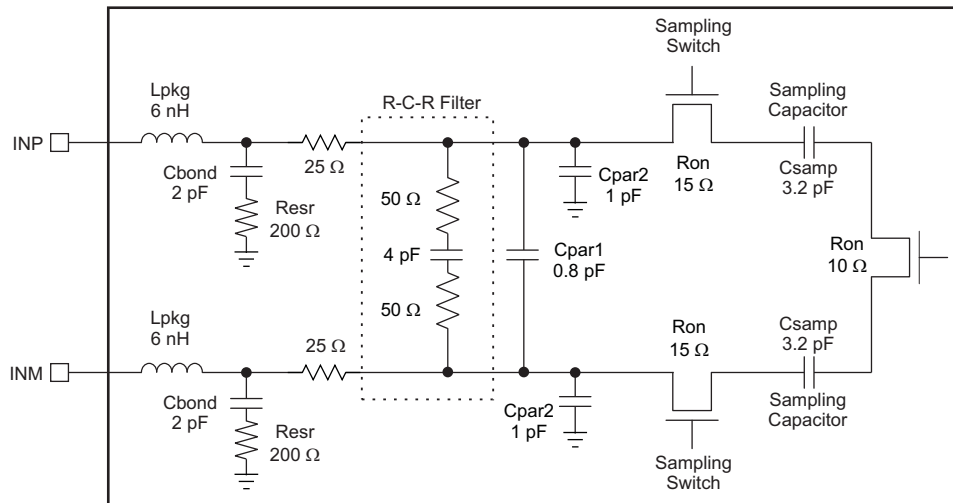 Sampling
Switch
Lpkg
6 nH
R-C-R Filter
Sampling
Capacitor
INP
25 Ω
Cbond
2 pF
Resr
200 Ω
50 Ω
4 pF
50 Ω
Cpar2
1 pF
Cpar1
0.8 pF
Ron
15 Ω
Csamp
3.2 pF
Ron
10 Ω
Lpkg
6 nH
25 Ω
Ron
15 Ω
Csamp
3.2 pF
INM
Cbond
2 pF
Resr
200 Ω
Cpar2
1 pF
Sampling
Capacitor
Sampling
Switch